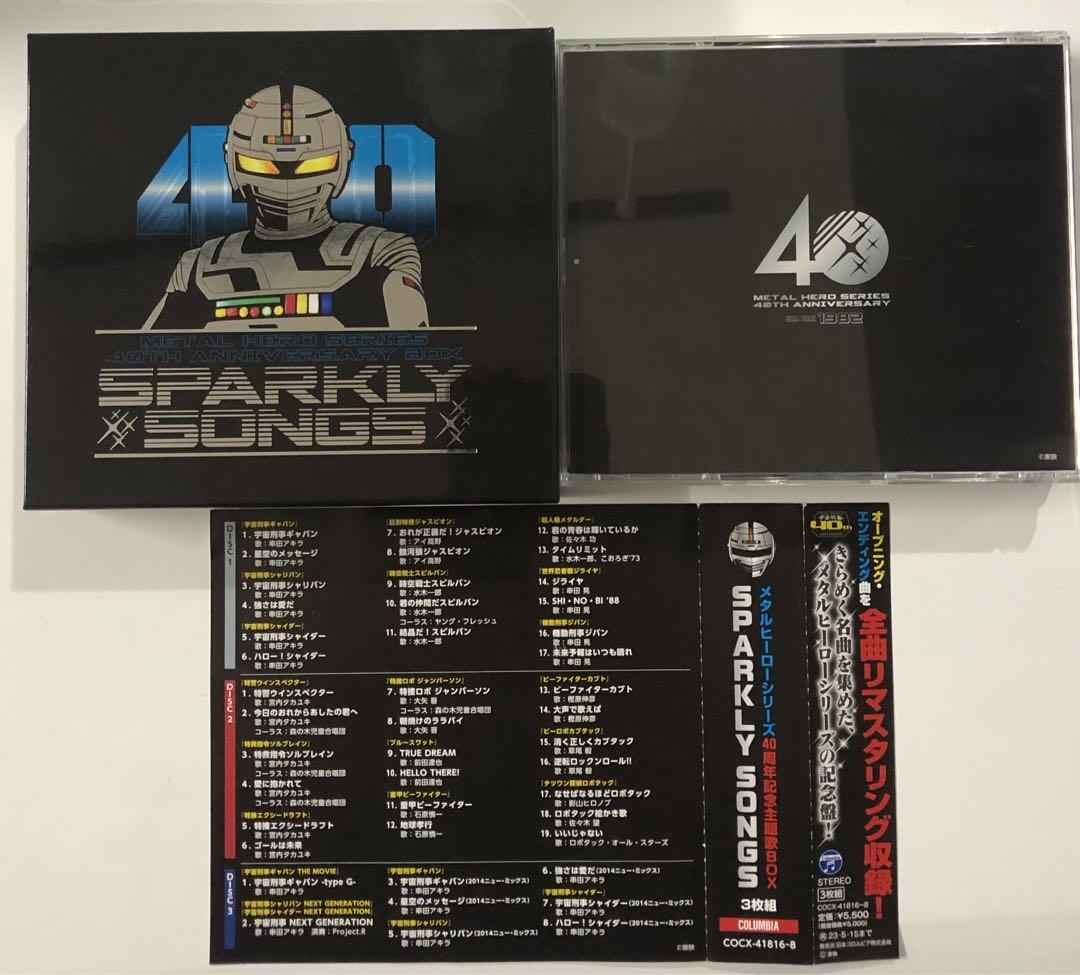 40
METAL HERO SERIES
40TH ANNIVERSARY BOX
SPARKLY
SONGS
40
METAL HERO SERIES
40TH ANNIVERSARY
1982
©東映
DISC 1
『宇宙刑事ギャバン』
1. 宇宙刑事ギャバン
歌:串田アキラ
2. 星空のメッセージ
歌:串田アキラ
『宇宙刑事シャリバン』
3. 宇宙刑事シャリバン
歌:串田アキラ
4. 強さは愛だ
歌:串田アキラ
『宇宙刑事シャイダー』
5. 宇宙刑事シャイダー
歌:串田アキラ
6. ハロー!シャイダー
歌:串田アキラ
『巨獣特捜ジャスピオン』
7. おれが正義だ!ジャスピオン
歌:アイ高野
8. 銀河狼ジャスピオン
歌:アイ高野
『時空戦士スピルバン』
9. 時空戦士スピルバン
歌:水木一郎
10. 君の仲間だスピルバン
歌:水木一郎
コーラス:ヤング・フレッシュ
11. 結晶だ!スピルバン
歌:水木一郎
『超人機メタルダー』
12. 君の青春は輝いているか
歌:佐々木 功
13. タイムリミット
歌:水木一郎、こおろぎ'73
『世界忍者戦ジライヤ』
14. ジライヤ
歌:串田 晃
15. SHI・NO・BI '88
歌:串田 晃
『機動刑事ジバン』
16. 機動刑事ジバン
歌:串田 晃
17. 未来予報はいつも晴れ
歌:串田 晃
DISC 2
『特警ウインスペクター』
1. 特警ウインスペクター
歌:宮内タカユキ
2. 今日のおれからあしたの君へ
歌:宮内タカユキ
コーラス:森の木児童合唱団
『特救指令ソルブレイン』
3. 特救指令ソルブレイン
歌:宮内タカユキ
コーラス:森の木児童合唱団
4. 愛に抱かれて
歌:宮内タカユキ
コーラス:森の木児童合唱団
『特捜エクシードラフト』
5. 特捜エクシードラフト
歌:宮内タカユキ
6. ゴールは未来
歌:宮内タカユキ
『特捜ロボ ジャンパーソン』
7. 特捜ロボ ジャンパーソン
歌:大矢 晋
コーラス:森の木児童合唱団
8. 朝焼けのララバイ
歌:大矢 晋
『ブルースワット』
9. TRUE DREAM
歌:前田達也
10. HELLO THERE!
歌:前田達也
『重甲ビーファイター』
11. 重甲ビーファイター
歌:石原慎一
12. 地球孝行
歌:石原慎一
『ビーファイターカブト』
13. ビーファイターカブト
歌:樫原伸彦
14. 大声で歌えば
歌:樫原伸彦
『ビーロボカブタック』
15. 清く正しくカブタック
歌:草尾 毅
16. 逆転ロックンロール!!
歌:草尾 毅
『テツワン探偵ロボタック』
17. なせばなるほどロボタック
歌:影山ヒロノブ
18. ロボタック絵かき歌
歌:佐々木 望
19. いいじゃない
歌:ロボタック・オール・スターズ
DISC 3
『宇宙刑事ギャバン THE MOVIE』
1. 宇宙刑事ギャバン -type G-
歌:串田アキラ
『宇宙刑事シャリバン NEXT GENERATION』
『宇宙刑事シャイダー NEXT GENERATION』
2. 宇宙刑事 NEXT GENERATION
歌:串田アキラ 演奏:Project.R
『宇宙刑事ギャバン』
3. 宇宙刑事ギャバン(2014ニュー・ミックス)
歌:串田アキラ
4. 星空のメッセージ(2014ニュー・ミックス)
歌:串田アキラ
『宇宙刑事シャリバン』
5. 宇宙刑事シャリバン(2014ニュー・ミックス)
歌:串田アキラ
6. 強さは愛だ(2014ニュー・ミックス)
歌:串田アキラ
『宇宙刑事シャイダー』
7. 宇宙刑事シャイダー(2014ニュー・ミックス)
歌:串田アキラ
8. ハロー!シャイダー(2014ニュー・ミックス)
歌:串田アキラ
©東映
メタルヒーローシリーズ40周年記念主題歌BOX
SPARKLY SONGS
3枚組
COLUMBIA
COCX-41816~8
40th
オープニング・
エンディング曲を
全曲リマスタリング収録!
きらめく名曲を集めた、
メタルヒーローシリーズの記念盤!
STEREO
3枚組
COCX-41816~8
定価:¥5,500
(税抜価格¥5,000)
23・5・15まで
発売元:日本コロムビア株式会社
©東映